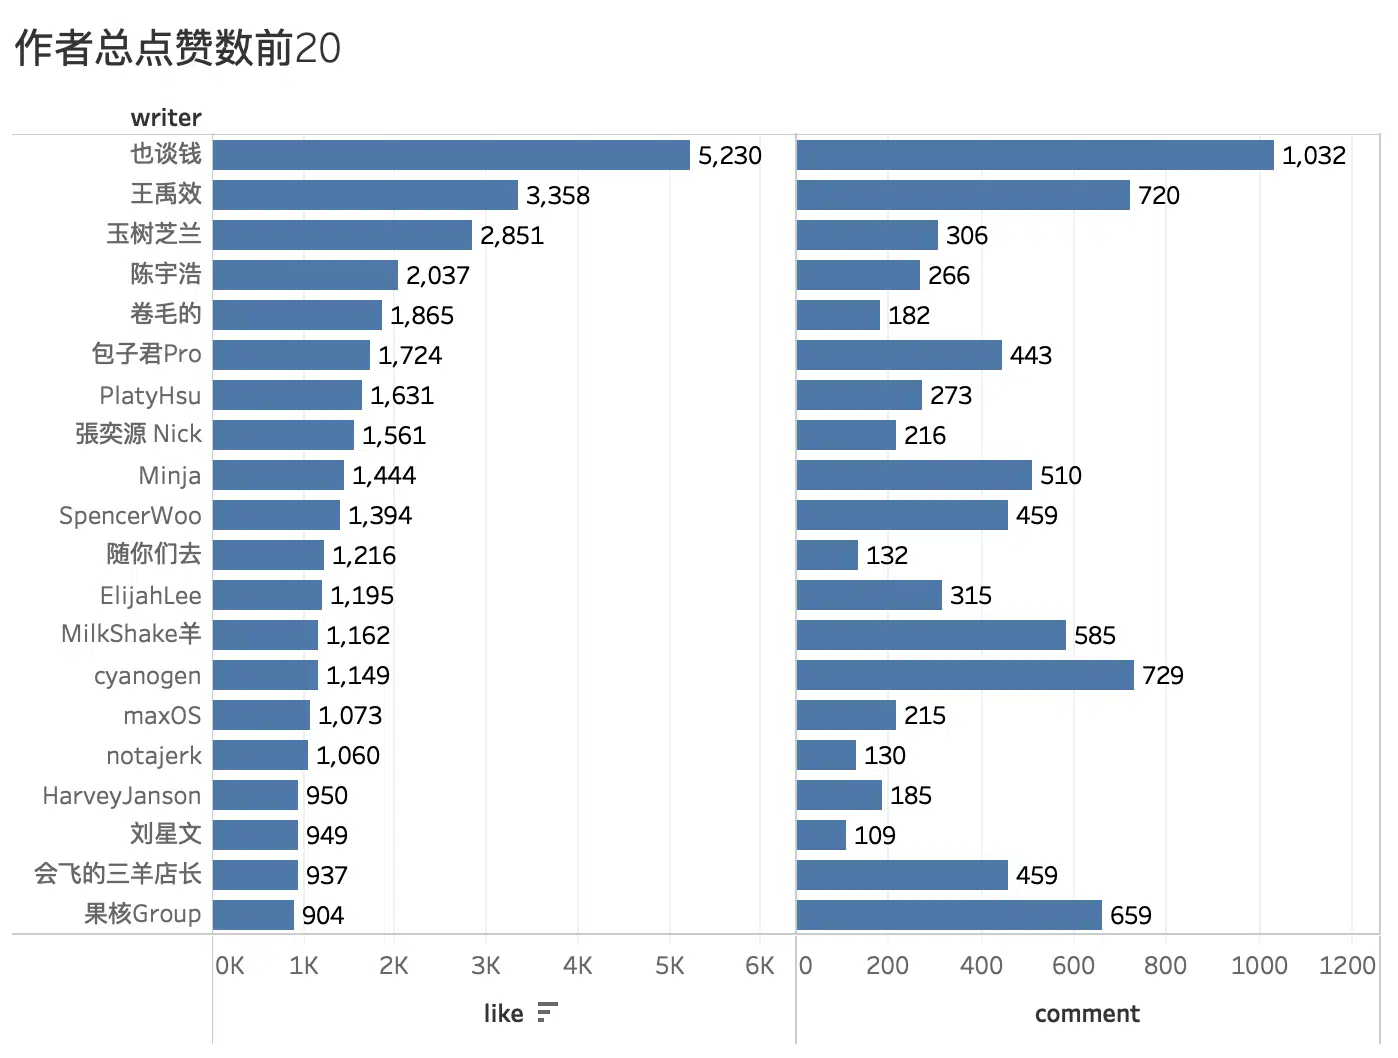 作者总点赞数前20
writer
也谈钱 5,230 1,032
王禹效 3,358 720
玉树芝兰 2,851 306
陈宇浩 2,037 266
卷毛的 1,865 182
包子君Pro 1,724 443
PlatyHsu 1,631 273
張奕源 Nick 1,561 216
Minja 1,444 510
SpencerWoo 1,394 459
随你们去 1,216 132
ElijahLee 1,195 315
MilkShake羊 1,162 585
cyanogen 1,149 729
maxOS 1,073 215
notajerk 1,060 130
HarveyJanson 950 185
刘星文 949 109
会飞的三羊店长 937 459
果核Group 904 659
0K 1K 2K 3K 4K 5K 6K 0 200 400 600 800 1000 1200
like comment